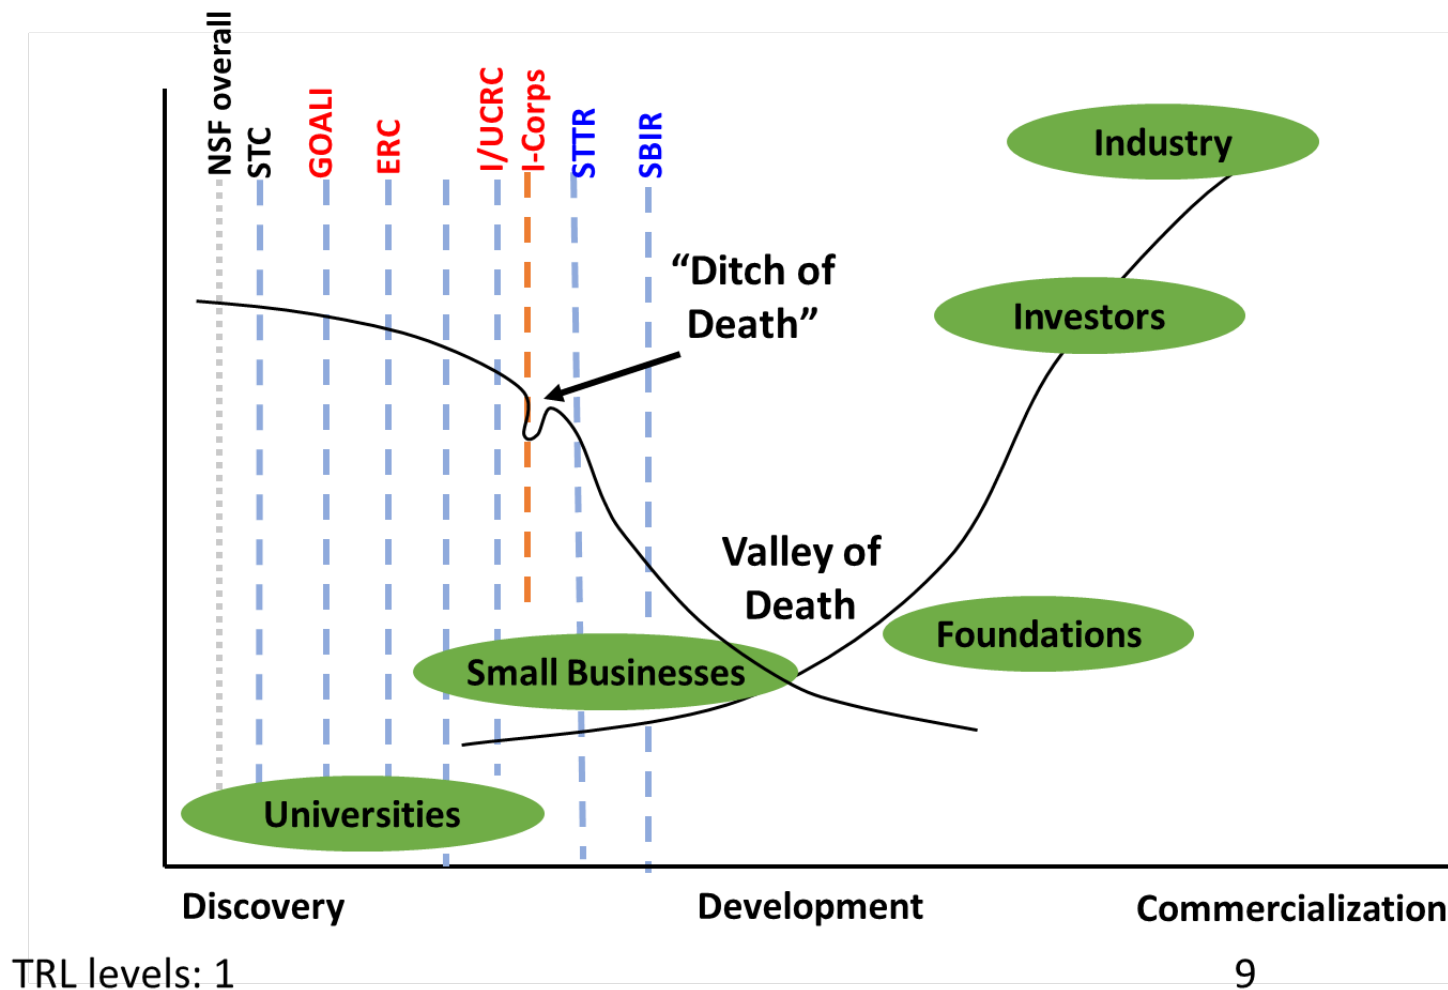 NSF overall
STC
GOALI
ERC
I/UCRC
I-Corps
STTR
SBIR
Industry
“Ditch of
Death”
Investors
Valley of
Death
Foundations
Small Businesses
Universities
Discovery
Development
Commercialization
TRL levels: 1
9